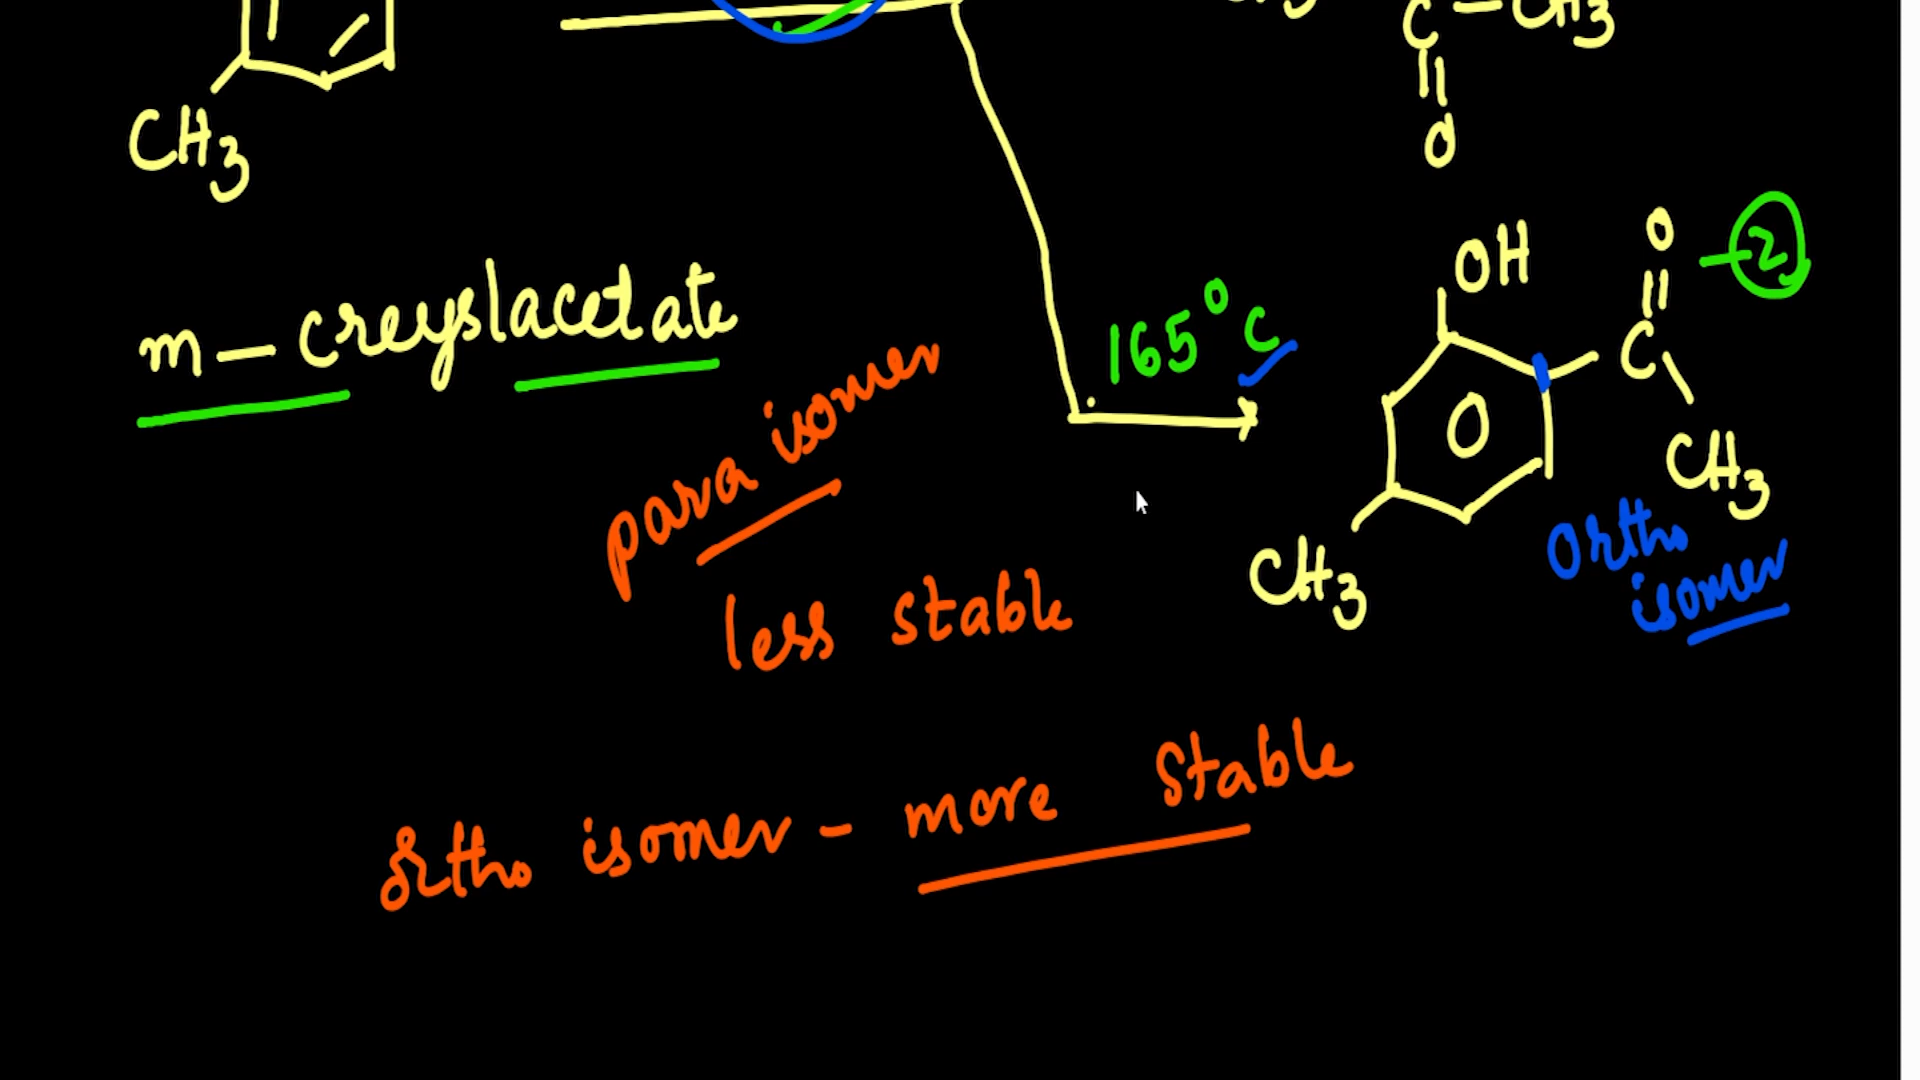 C–CH3
O
CH3
OH
O
2
m – creyslacetate
165°C
C
para isomer
CH3
Ortho
isomer
CH3
less stable
Ortho isomer – more Stable